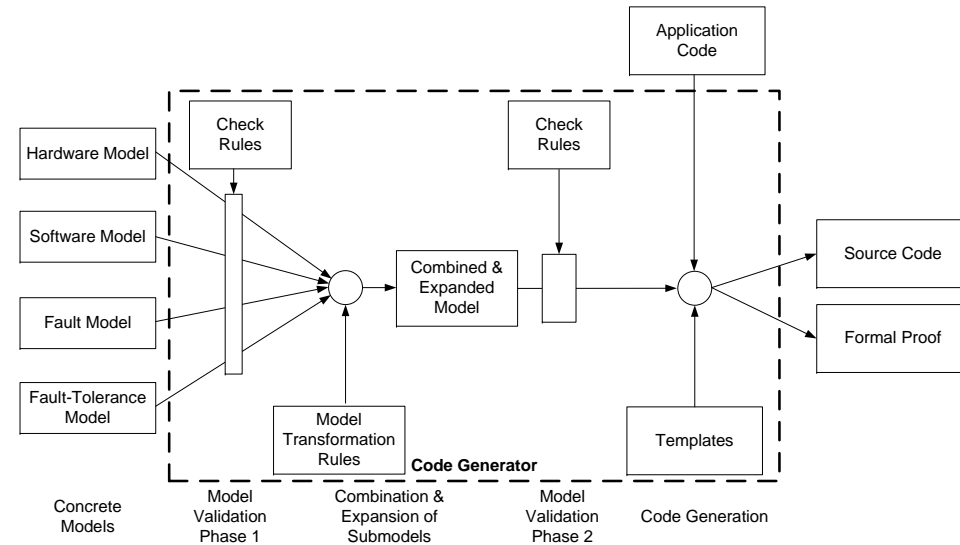 Application
Code
Check
Rules
Check
Rules
Hardware Model
Software Model
Fault Model
Fault-Tolerance
Model
Combined &
Expanded
Model
Source Code
Formal Proof
Model
Transformation
Rules
Templates
Code Generator
Concrete
Models
Model
Validation
Phase 1
Combination &
Expansion of
Submodels
Model
Validation
Phase 2
Code Generation